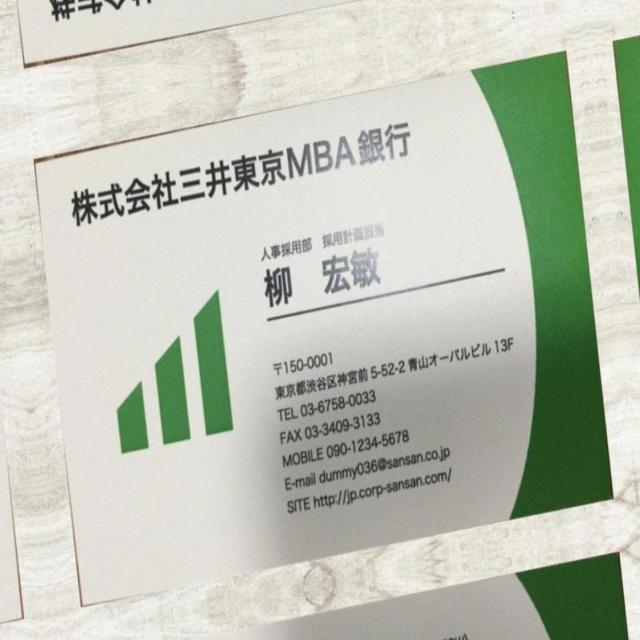 株式会社三井東京MBA銀行
人事採用部　採用計画担当
柳　宏敏
〒150-0001
東京都渋谷区神宮前 5-52-2 青山オーバルビル 13F
TEL 03-6758-0033
FAX 03-3409-3133
MOBILE 090-1234-5678
E-mail dummy036@sansan.co.jp
SITE http://jp.corp-sansan.com/